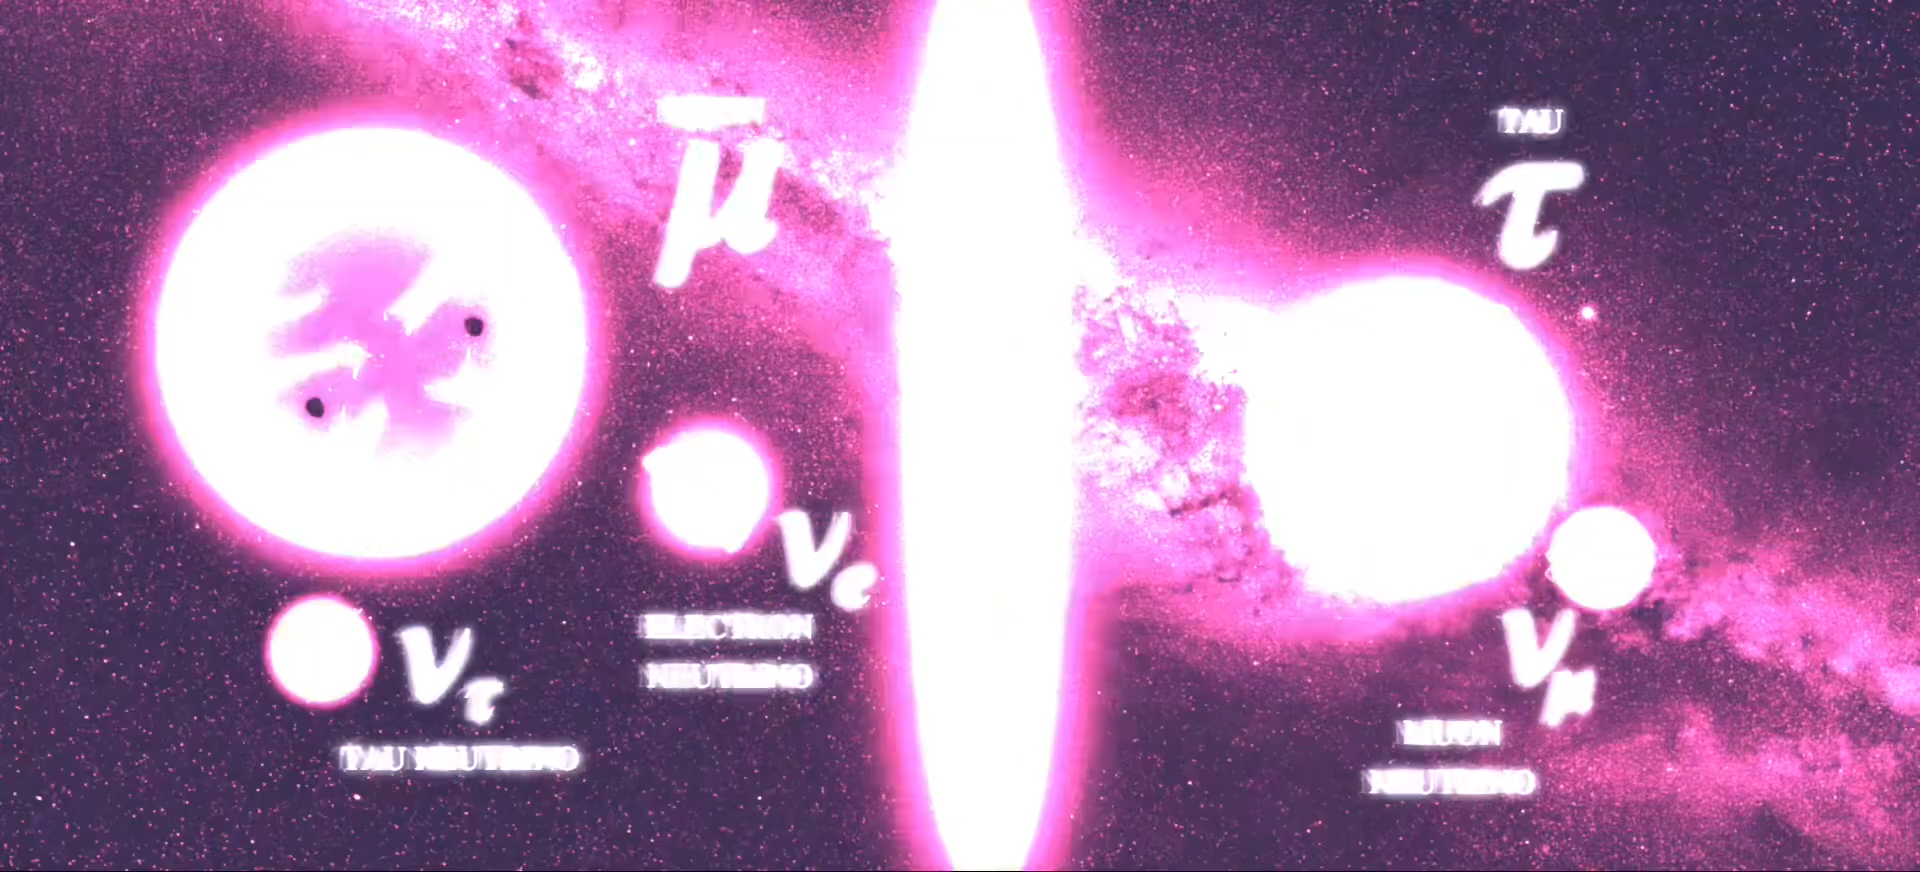 μ̄
TAU
τ
νe
ELECTRON
NEUTRINO
ντ
TAU NEUTRINO
νμ
MUON
NEUTRINO